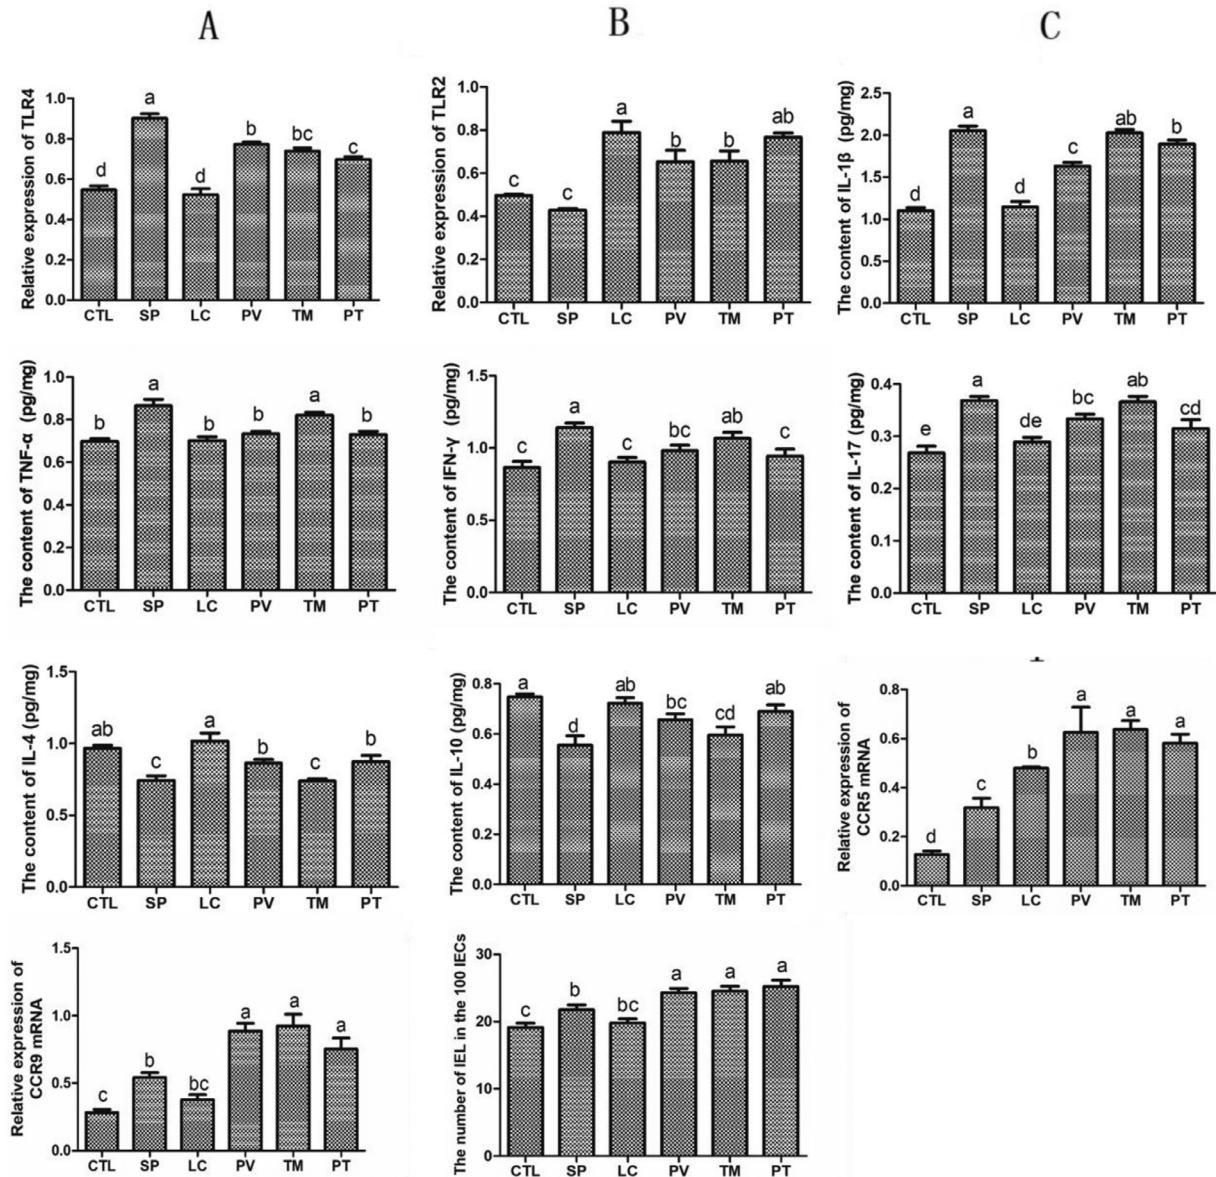 A
B
C
Relative expression of TLR4
1.0
0.8
0.6
0.4
0.2
0.0
d
a
d
b
bc
c
CTL SP LC PV TM PT
Relative expression of TLR2
1.0
0.8
0.6
0.4
0.2
0.0
c
c
a
b
b
ab
CTL SP LC PV TM PT
The content of IL-1β (pg/mg)
2.5
2.0
1.5
1.0
0.5
0.0
d
a
d
c
ab
b
CTL SP LC PV TM PT
The content of TNF-α (pg/mg)
1.0
0.8
0.6
0.4
0.2
0.0
b
a
b
b
a
b
CTL SP LC PV TM PT
The content of IFN-γ (pg/mg)
1.5
1.0
0.5
0.0
c
a
c
bc
ab
c
CTL SP LC PV TM PT
The content of IL-17 (pg/mg)
0.4
0.3
0.2
0.1
0.0
e
a
de
bc
ab
cd
CTL SP LC PV TM PT
The content of IL-4 (pg/mg)
1.5
1.0
0.5
0.0
ab
c
a
b
c
b
CTL SP LC PV TM PT
The content of IL-10 (pg/mg)
0.8
0.6
0.4
0.2
0.0
a
d
ab
bc
cd
ab
CTL SP LC PV TM PT
Relative expression of
CCR5 mRNA
0.8
0.6
0.4
0.2
0.0
d
c
b
a
a
a
CTL SP LC PV TM PT
Relative expression of
CCR9 mRNA
1.5
1.0
0.5
0.0
c
b
bc
a
a
a
CTL SP LC PV TM PT
The number of IEL in the 100 IECs
30
20
10
0
c
b
bc
a
a
a
CTL SP LC PV TM PT